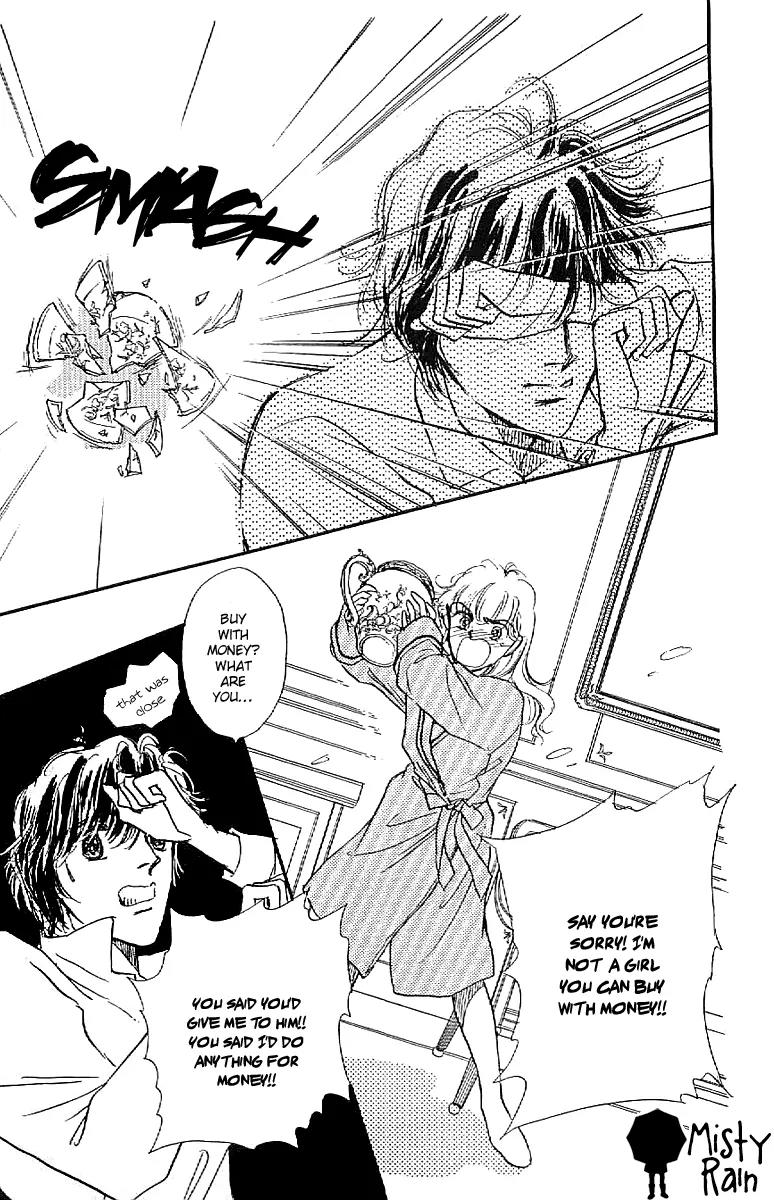 SMASH
SAY YOU'RE
SORRY! I'M
NOT A GIRL
YOU CAN BUY
WITH MONEY!!
BUY
WITH
MONEY?
WHAT
ARE
YOU...
that was
close
YOU SAID YOU'D
GIVE ME TO HIM!!
YOU SAID I'D DO
ANYTHING FOR
MONEY!!
Misty
Rain